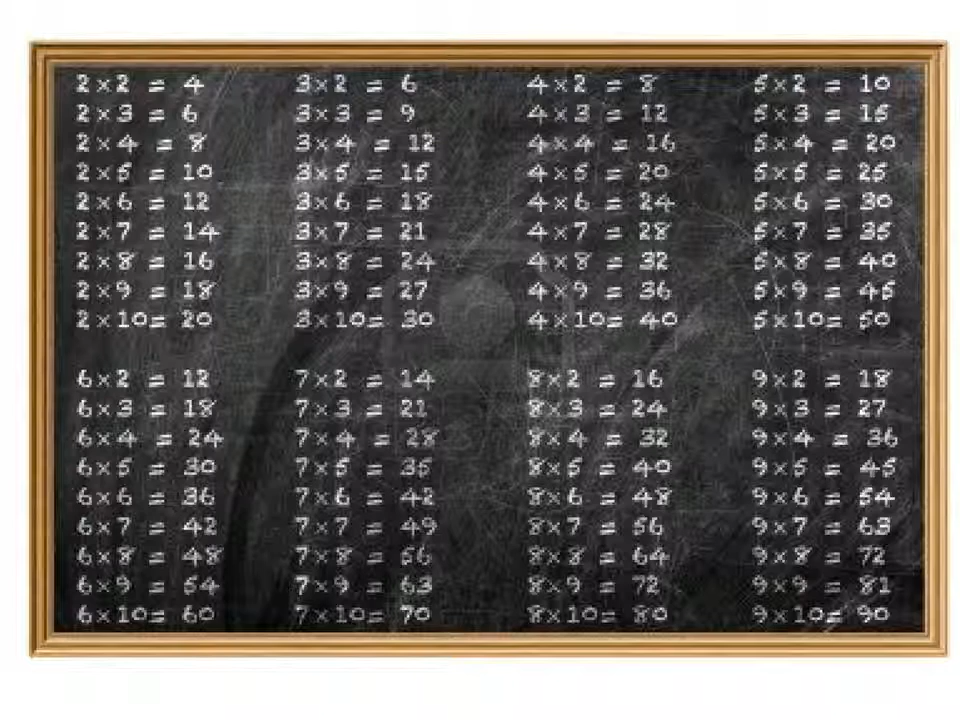 2×2 = 4
2×3 = 6
2×4 = 8
2×5 = 10
2×6 = 12
2×7 = 14
2×8 = 16
2×9 = 18
2×10= 20
3×2 = 6
3×3 = 9
3×4 = 12
3×5 = 15
3×6 = 18
3×7 = 21
3×8 = 24
3×9 = 27
3×10= 30
4×2 = 8
4×3 = 12
4×4 = 16
4×5 = 20
4×6 = 24
4×7 = 28
4×8 = 32
4×9 = 36
4×10= 40
5×2 = 10
5×3 = 15
5×4 = 20
5×5 = 25
5×6 = 30
5×7 = 35
5×8 = 40
5×9 = 45
5×10= 50
6×2 = 12
6×3 = 18
6×4 = 24
6×5 = 30
6×6 = 36
6×7 = 42
6×8 = 48
6×9 = 54
6×10= 60
7×2 = 14
7×3 = 21
7×4 = 28
7×5 = 35
7×6 = 42
7×7 = 49
7×8 = 56
7×9 = 63
7×10= 70
8×2 = 16
8×3 = 24
8×4 = 32
8×5 = 40
8×6 = 48
8×7 = 56
8×8 = 64
8×9 = 72
8×10= 80
9×2 = 18
9×3 = 27
9×4 = 36
9×5 = 45
9×6 = 54
9×7 = 63
9×8 = 72
9×9 = 81
9×10= 90